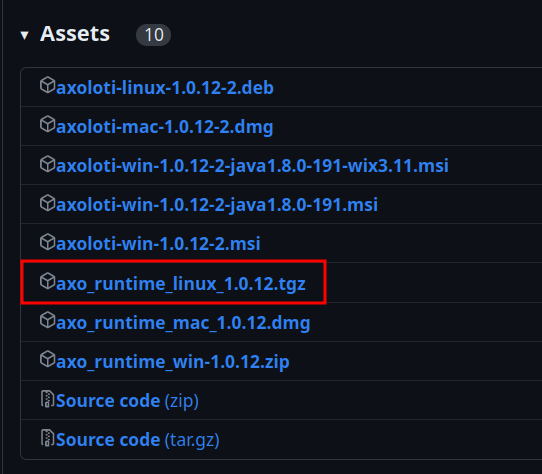 Assets 10
axoloti-linux-1.0.12-2.deb
axoloti-mac-1.0.12-2.dmg
axoloti-win-1.0.12-2-java1.8.0-191-wix3.11.msi
axoloti-win-1.0.12-2-java1.8.0-191.msi
axoloti-win-1.0.12-2.msi
axo_runtime_linux_1.0.12.tgz
axo_runtime_mac_1.0.12.dmg
axo_runtime_win-1.0.12.zip
Source code (zip)
Source code (tar.gz)